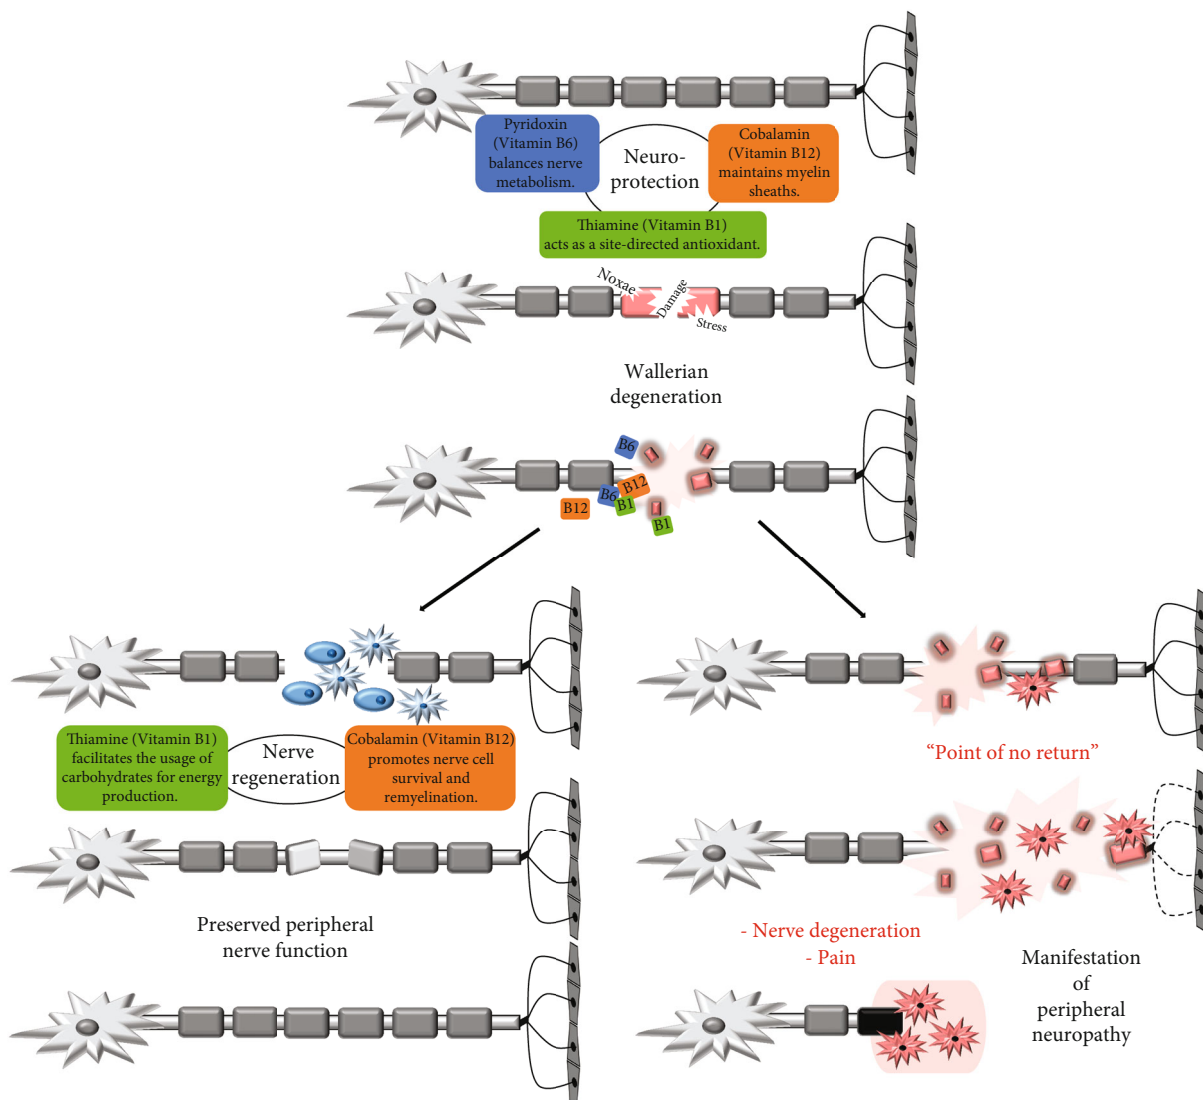 Pyridoxin
(Vitamin B6)
balances nerve
metabolism.
Neuro-
protection
Cobalamin
(Vitamin B12)
maintains myelin
sheaths.
Thiamine (Vitamin B1)
acts as a site-directed antioxidant.
Noxae
Damage
Stress
Wallerian
degeneration
B6
B12
B6
B1
B12
B1
Thiamine (Vitamin B1)
facilitates the usage of
carbohydrates for energy
production.
Nerve
regeneration
Cobalamin (Vitamin B12)
promotes nerve cell
survival and
remyelination.
“Point of no return”
Preserved peripheral
nerve function
- Nerve degeneration
- Pain
Manifestation
of
peripheral
neuropathy